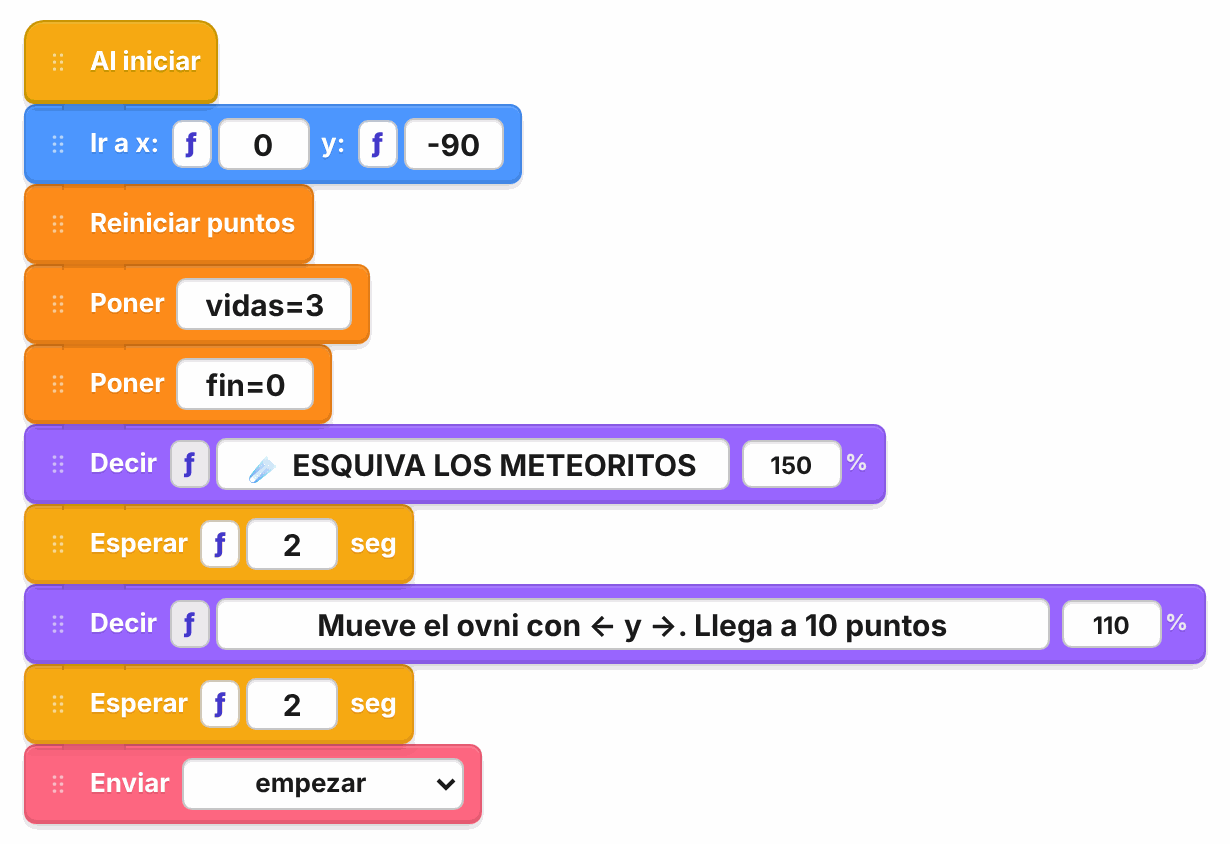 Al iniciar
Ir a x: ƒ 0 y: ƒ -90
Reiniciar puntos
Poner vidas=3
Poner fin=0
Decir ƒ ☄️ ESQUIVA LOS METEORITOS 150 %
Esperar ƒ 2 seg
Decir ƒ Mueve el ovni con ← y →. Llega a 10 puntos 110 %
Esperar ƒ 2 seg
Enviar empezar